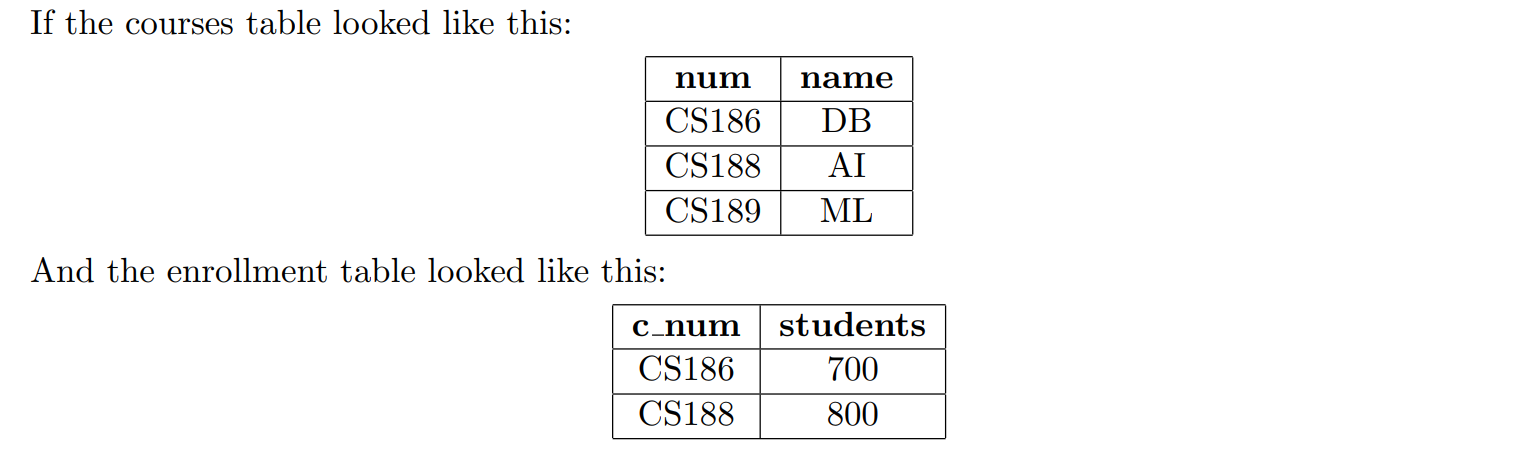 If the courses table looked like this:
num name
CS186 DB
CS188 AI
CS189 ML
And the enrollment table looked like this:
c_num students
CS186 700
CS188 800